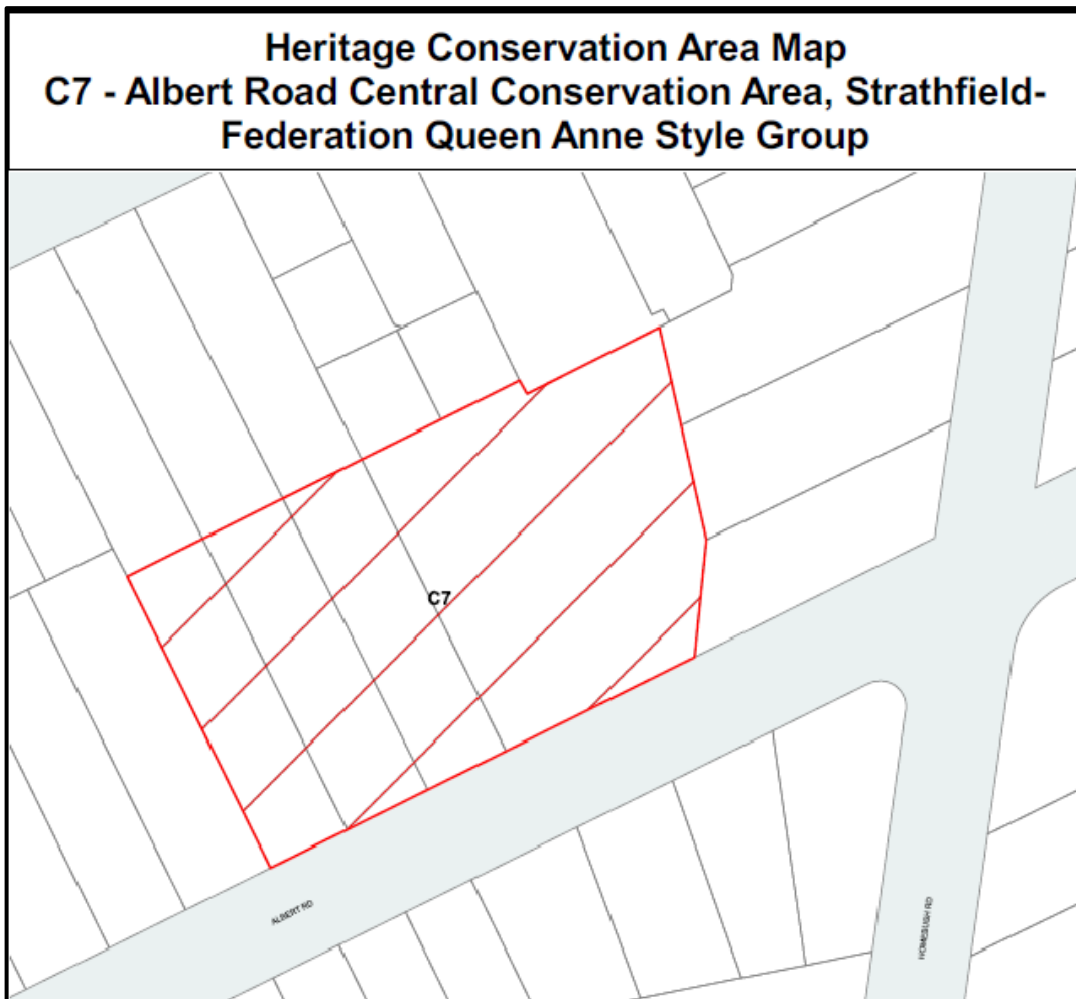 Heritage Conservation Area Map
C7 - Albert Road Central Conservation Area, Strathfield-
Federation Queen Anne Style Group
C7
ALBERT RD
HOMEBUSH RD